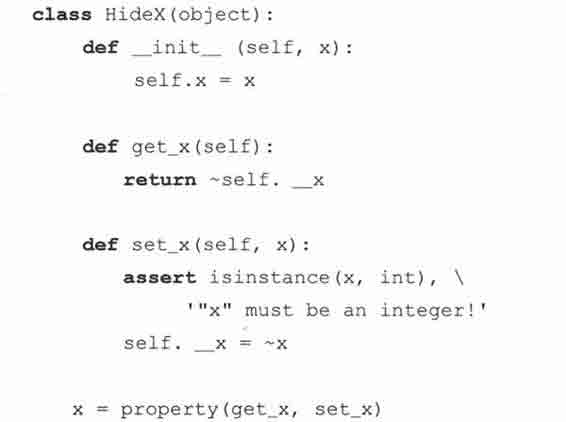 class HideX(object):
    def __init__ (self, x):
        self.x = x

    def get_x(self):
        return ~self. __x

    def set_x(self, x):
        assert isinstance(x, int), \
            '"x" must be an integer!'
        self. __x = ~x

    x = property(get_x, set_x)